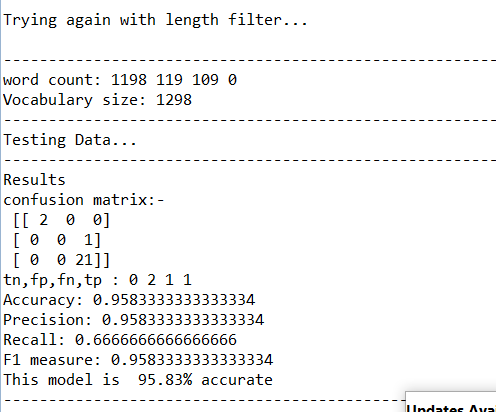 Trying again with length filter...
--------------------------------------------------
word count: 1198 119 109 0
Vocabulary size: 1298
--------------------------------------------------
Testing Data...
--------------------------------------------------
Results
confusion matrix:-
[[ 2 0 0]
[ 0 0 1]
[ 0 0 21]]
tn,fp,fn,tp : 0 2 1 1
Accuracy: 0.9583333333333334
Precision: 0.9583333333333334
Recall: 0.6666666666666666
F1 measure: 0.9583333333333334
This model is 95.83% accurate
--------------------------------------------------
Updates